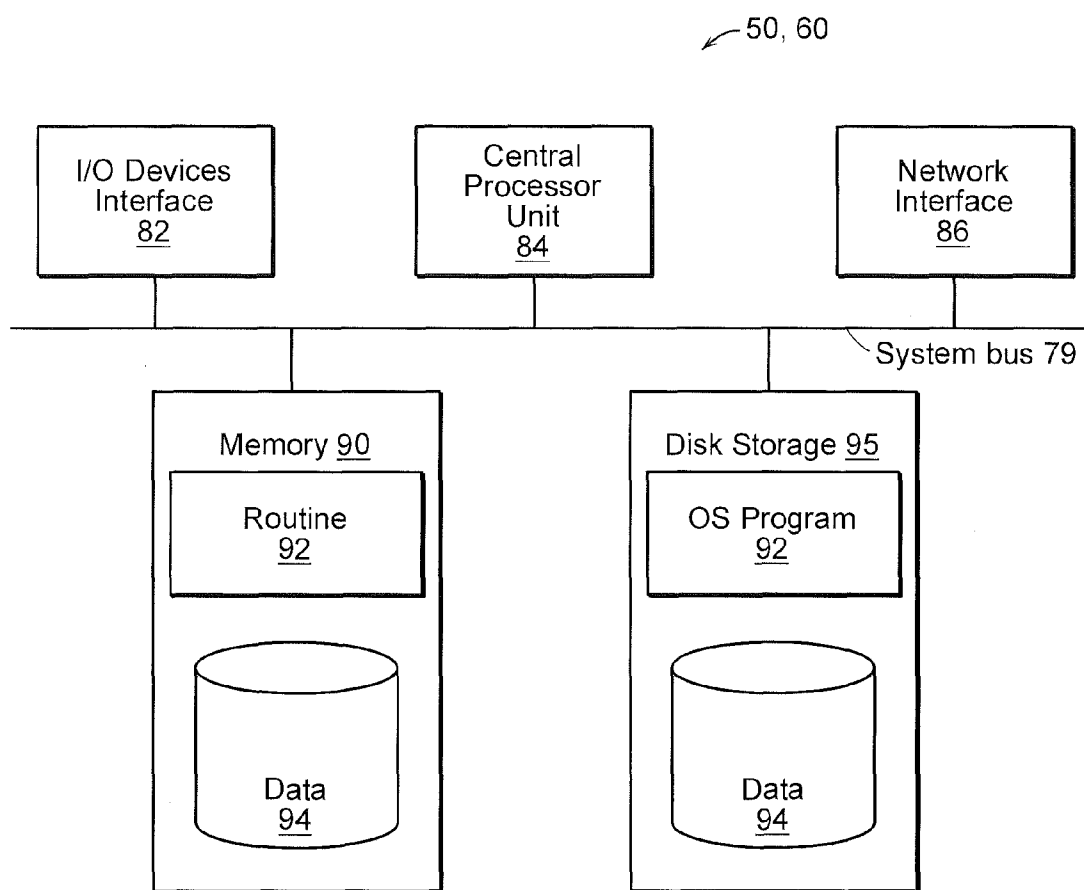 50, 60
I/O Devices
Interface
82
Central
Processor
Unit
84
Network
Interface
86
System bus 79
Memory 90
Routine
92
Data
94
Disk Storage 95
OS Program
92
Data
94